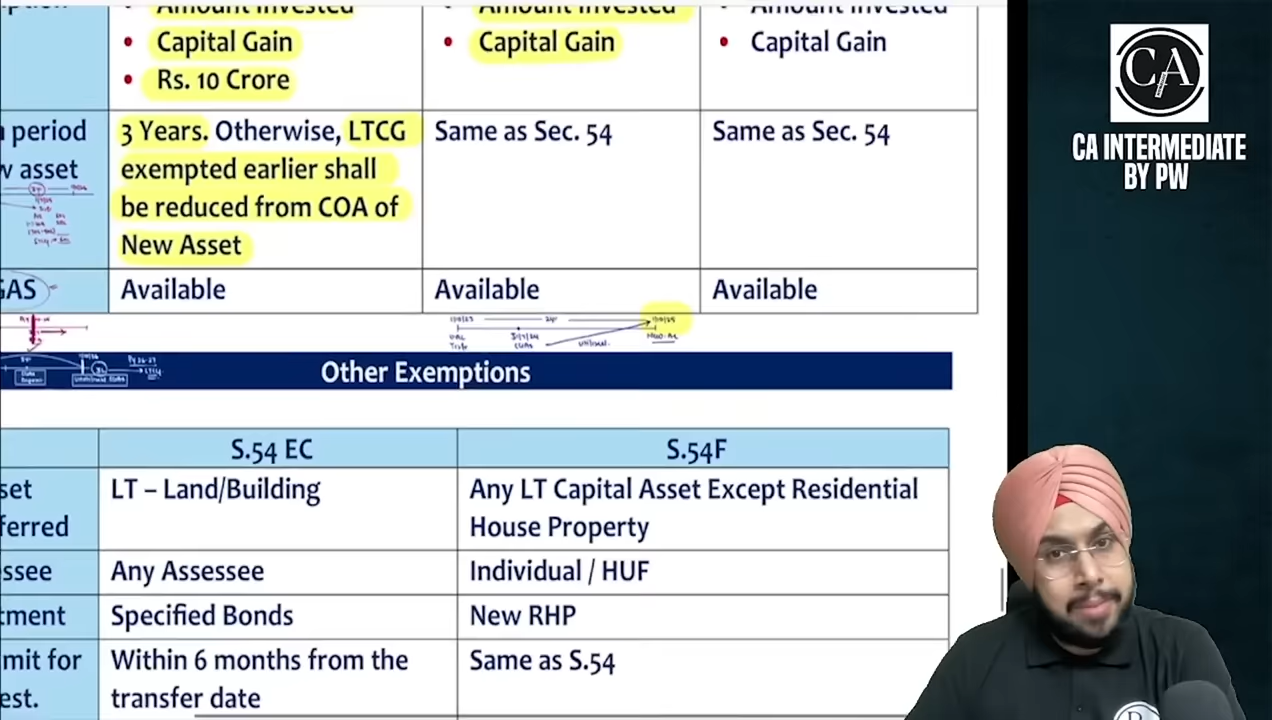 Amount Invested
Amount Invested
Amount Invested
• Capital Gain
• Capital Gain
• Capital Gain
• Rs. 10 Crore
period
3 Years. Otherwise, LTCG
Same as Sec. 54
Same as Sec. 54
w asset
exempted earlier shall
be reduced from COA of
New Asset
GAS
Available
Available
Available
Other Exemptions
S.54 EC
S.54F
set
LT – Land/Building
Any LT Capital Asset Except Residential
ferred
House Property
ssee
Any Assessee
Individual / HUF
tment
Specified Bonds
New RHP
mit for
Within 6 months from the
Same as S.54
est.
transfer date
CA
CA INTERMEDIATE
BY PW